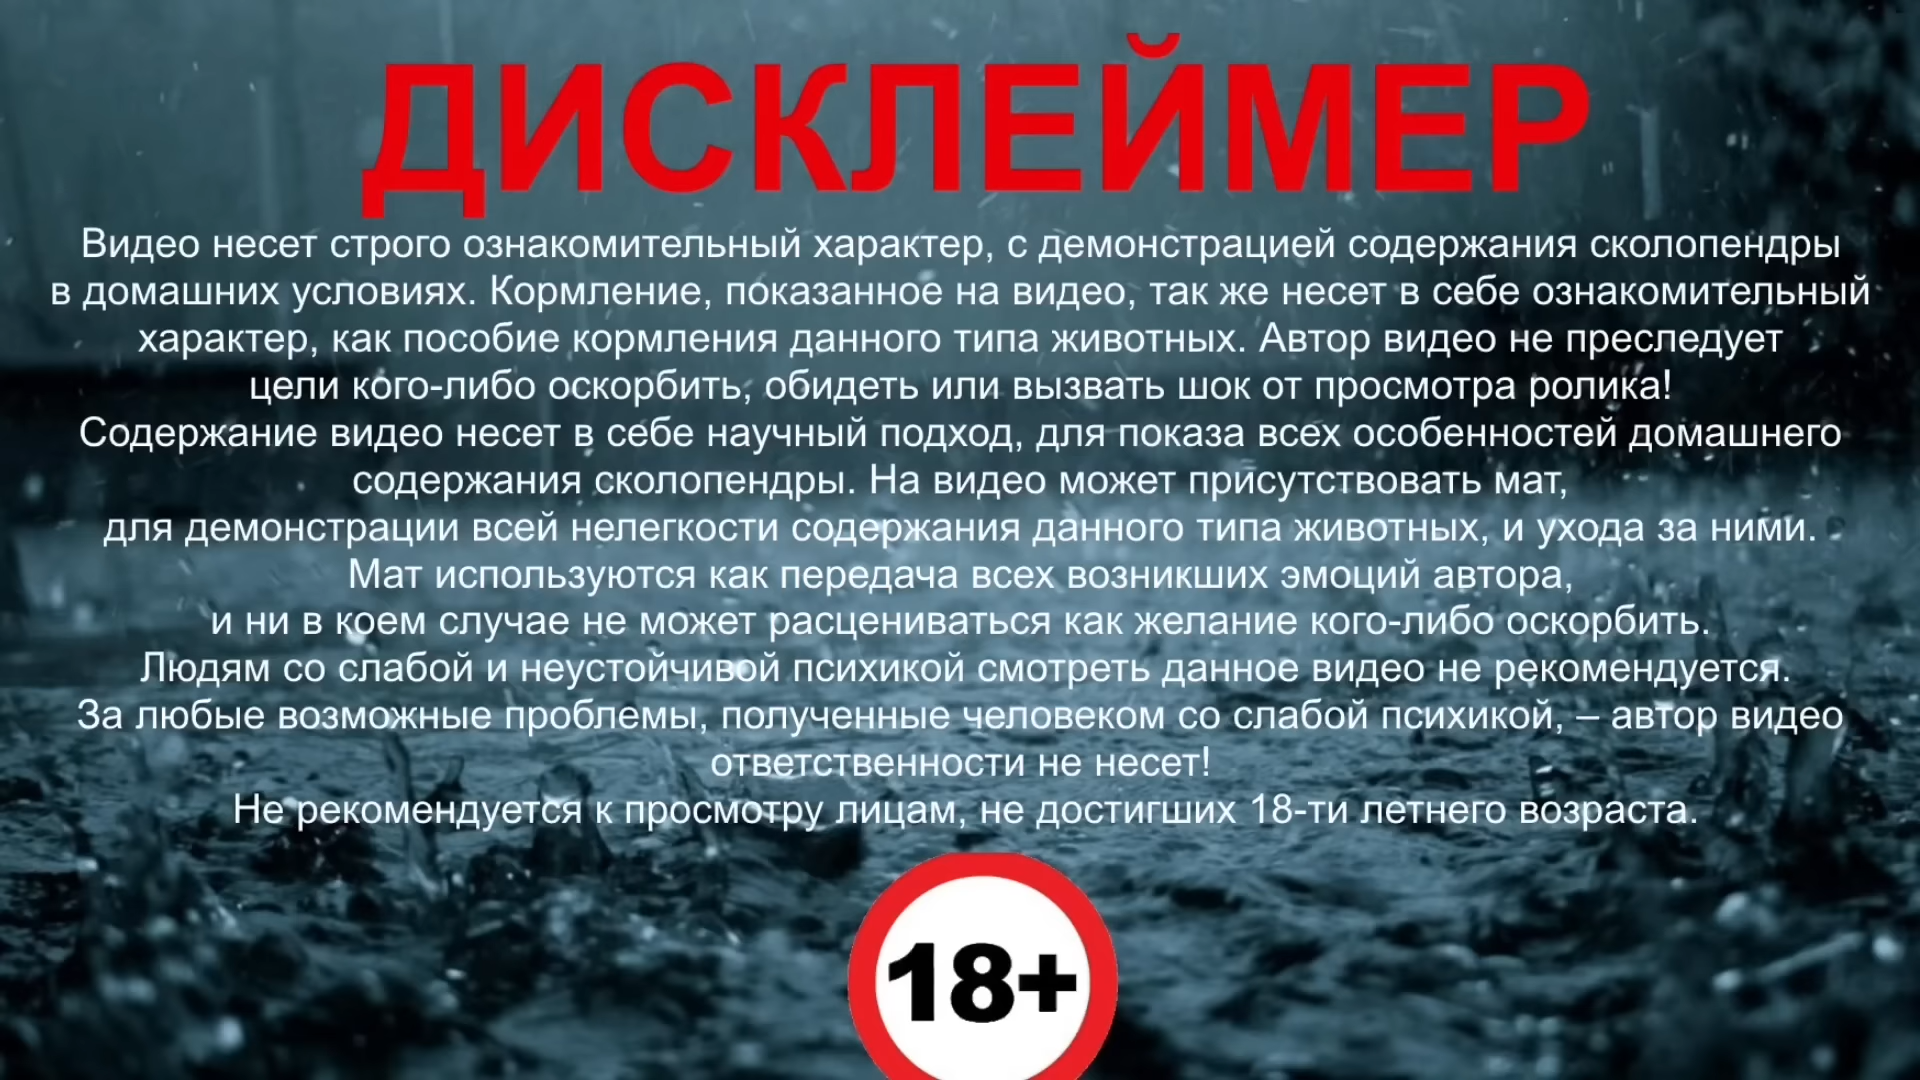 ДИСКЛЕЙМЕР
Видео несет строго ознакомительный характер, с демонстрацией содержания сколопендры
в домашних условиях. Кормление, показанное на видео, так же несет в себе ознакомительный
характер, как пособие кормления данного типа животных. Автор видео не преследует
цели кого-либо оскорбить, обидеть или вызвать шок от просмотра ролика!
Содержание видео несет в себе научный подход, для показа всех особенностей домашнего
содержания сколопендры. На видео может присутствовать мат,
для демонстрации всей нелегкости содержания данного типа животных, и ухода за ними.
Мат используются как передача всех возникших эмоций автора,
и ни в коем случае не может расцениваться как желание кого-либо оскорбить.
Людям со слабой и неустойчивой психикой смотреть данное видео не рекомендуется.
За любые возможные проблемы, полученные человеком со слабой психикой, – автор видео
ответственности не несет!
Не рекомендуется к просмотру лицам, не достигших 18-ти летнего возраста.
18+